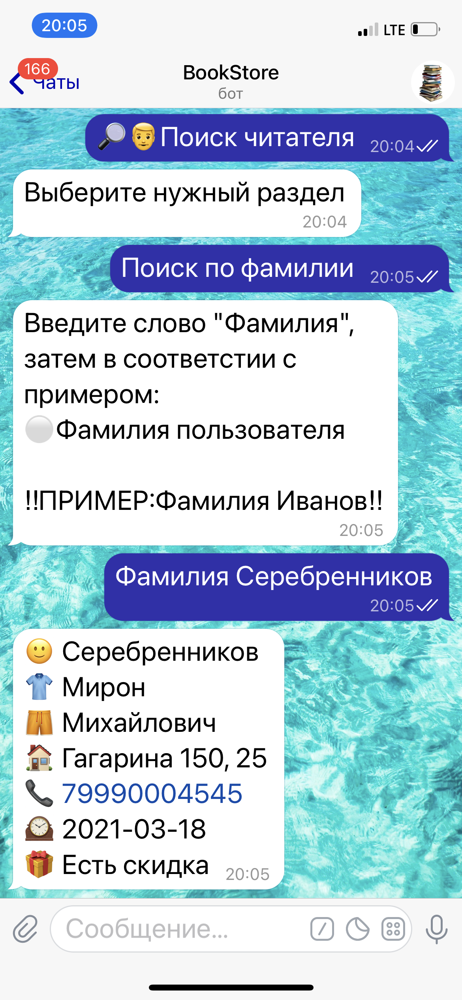 20:05
LTE
166
Чаты
BookStore
бот
🔎👨Поиск читателя 20:04
Выберите нужный раздел
20:04
Поиск по фамилии 20:05
Введите слово "Фамилия",
затем в соответстии с
примером:
⚪Фамилия пользователя
‼ПРИМЕР:Фамилия Иванов‼
20:05
Фамилия Серебренников
20:05
🙂 Серебренников
👕 Мирон
🩳 Михайлович
🏠 Гагарина 150, 25
📞 79990004545
🕰 2021-03-18
🎁 Есть скидка 20:05
Сообщение...